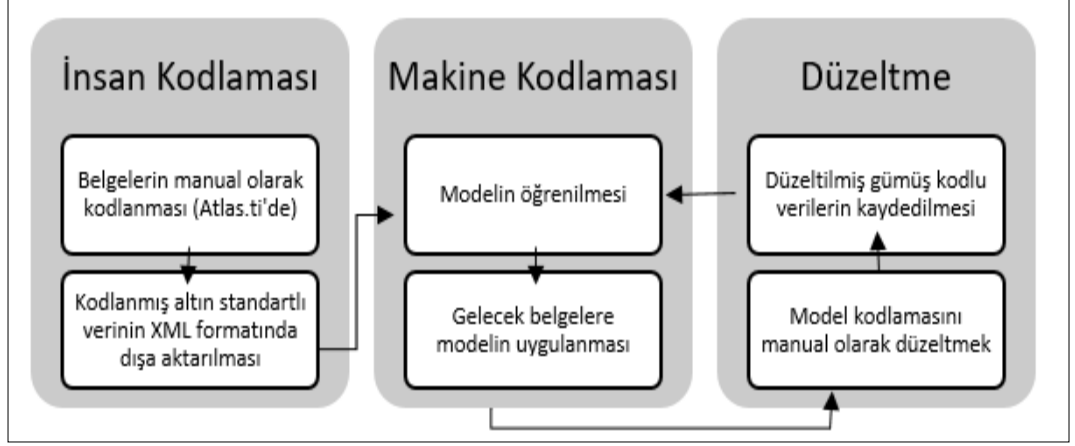 İnsan Kodlaması
Belgelerin manual olarak
kodlanması (Atlas.ti'de)
Kodlanmış altın standartlı
verinin XML formatında
dışa aktarılması
Makine Kodlaması
Modelin öğrenilmesi
Gelecek belgelere
modelin uygulanması
Düzeltme
Düzeltilmiş gümüş kodlu
verilerin kaydedilmesi
Model kodlamasını
manual olarak düzeltmek